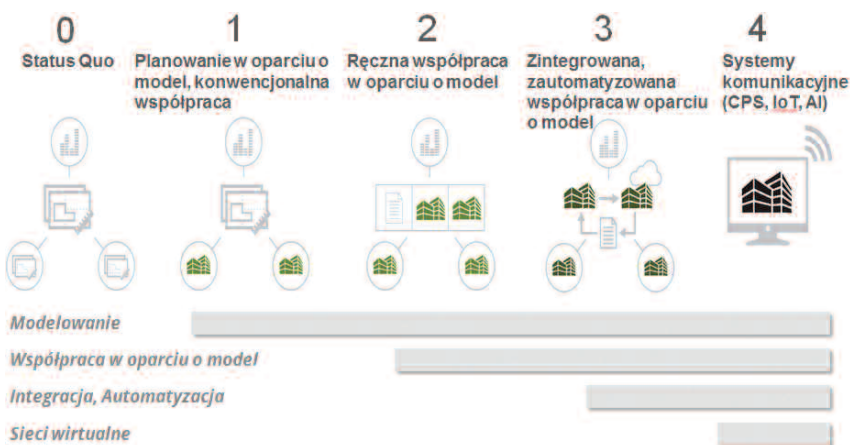 0
Status Quo
1
Planowanie w oparciu o
model, konwencjonalna
współpraca
2
Ręczna współpraca
w oparciu o model
3
Zintegrowana,
zautomatyzowana
współpraca w oparciu
o model
4
Systemy
komunikacyjne
(CPS, IoT, AI)
Modelowanie
Współpraca w oparciu o model
Integracja, Automatyzacja
Sieci wirtualne